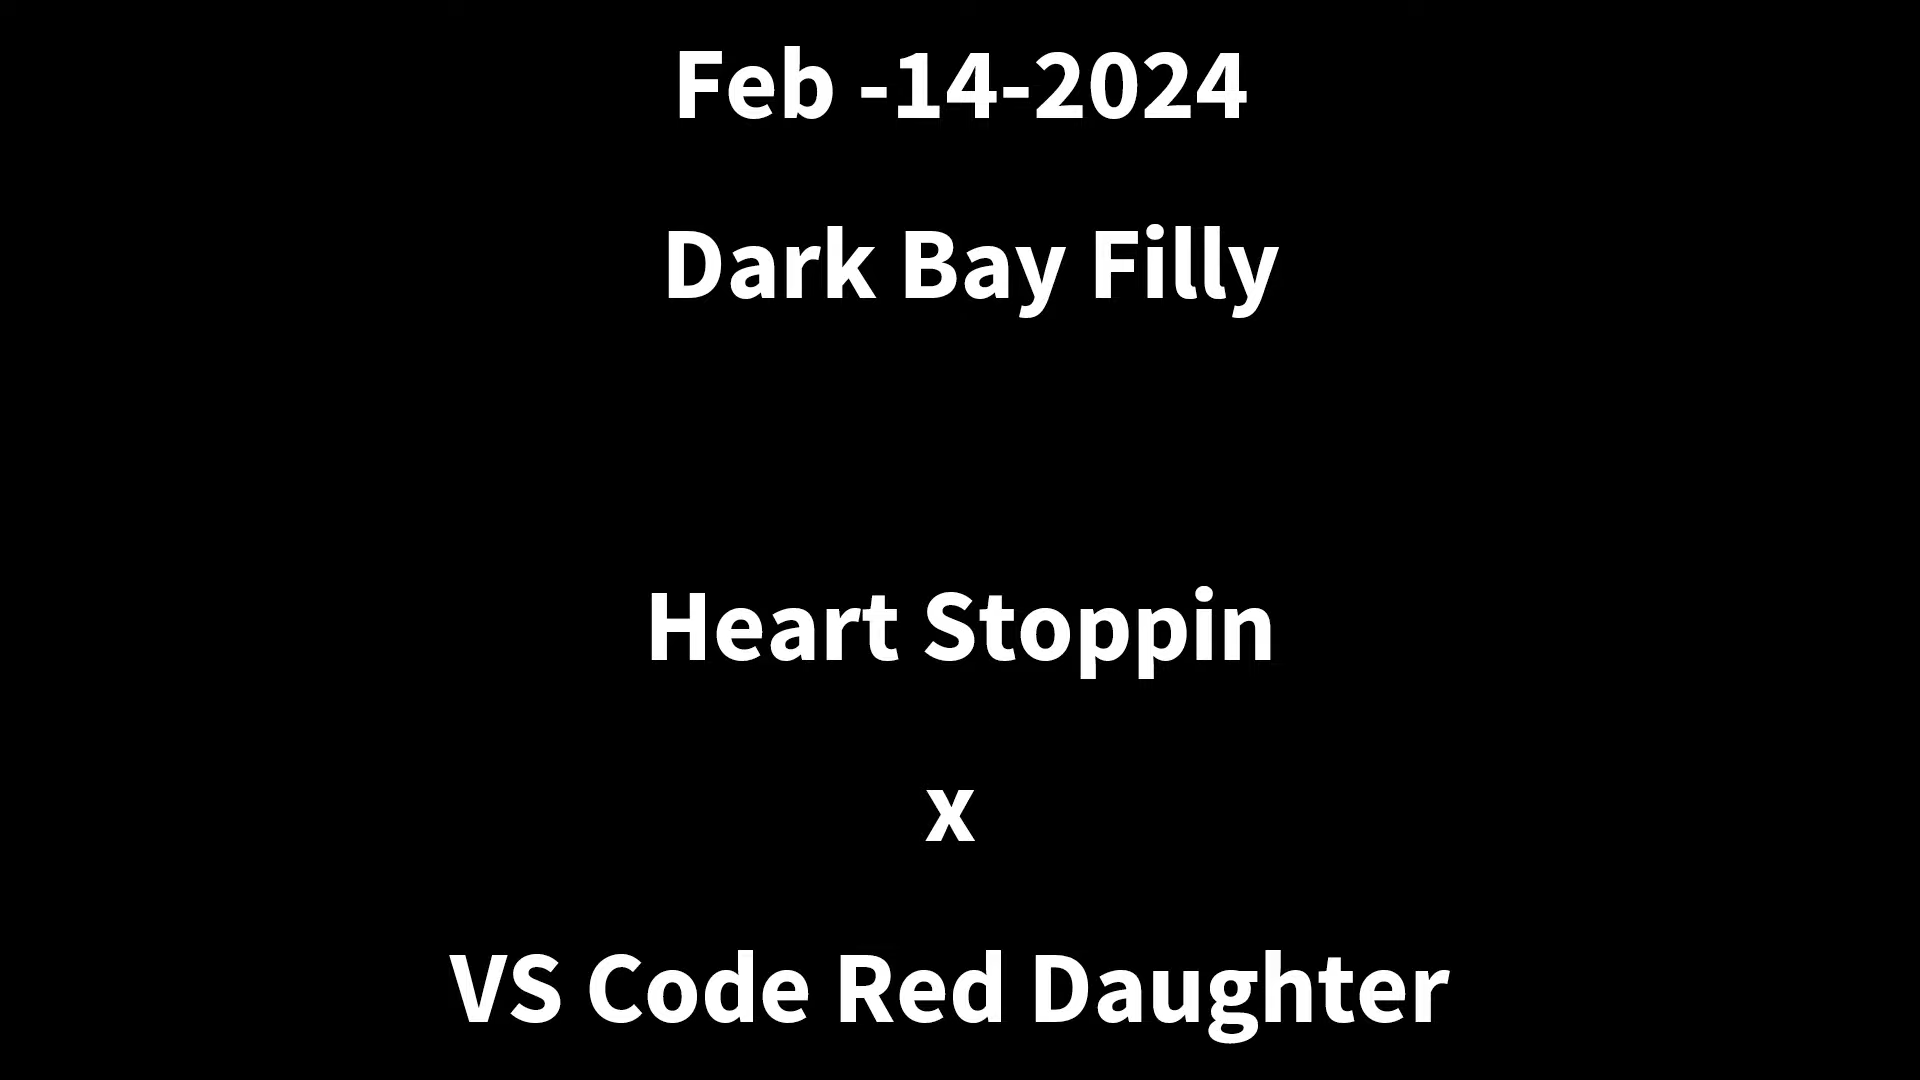 Feb -14-2024
Dark Bay Filly
Heart Stoppin
x
VS Code Red Daughter